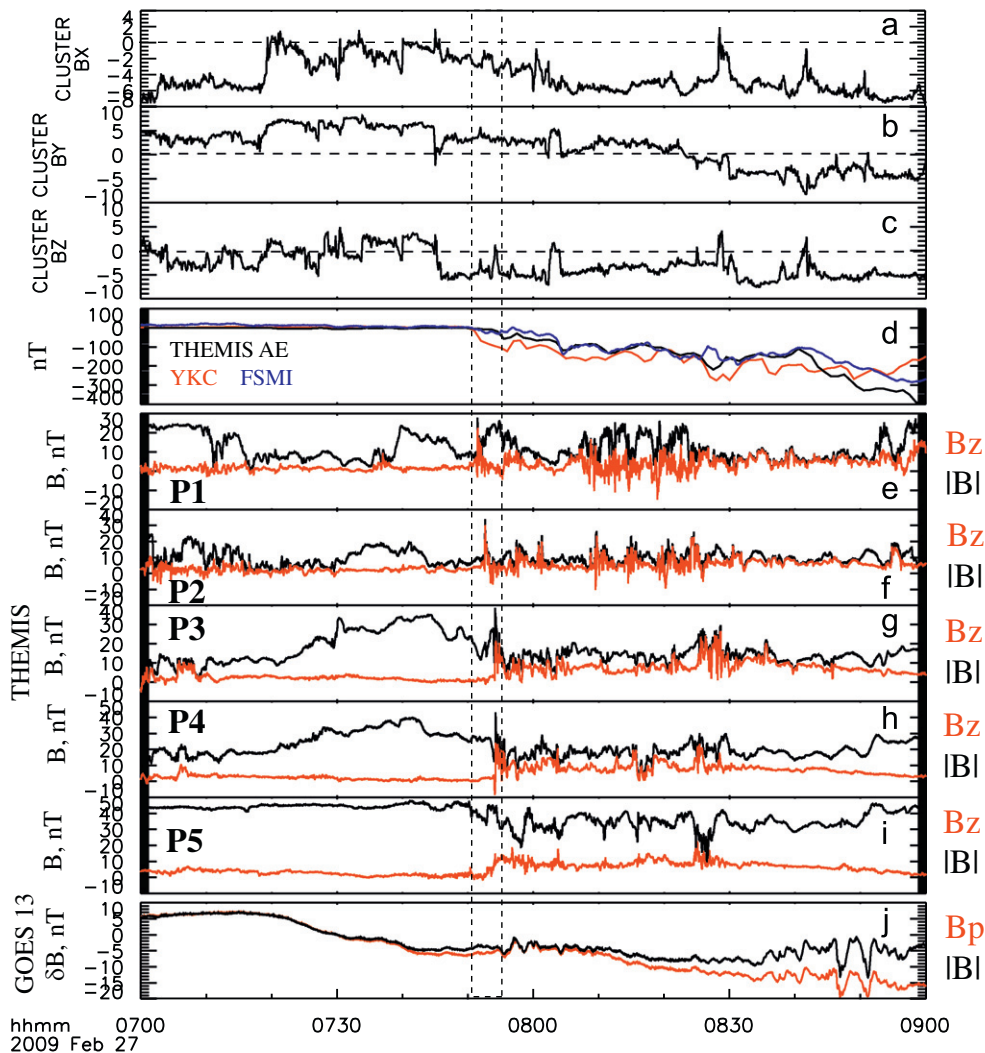 CLUSTER
BX
4
2
0
-2
-4
-6
-8
a
CLUSTER
BY
10
5
0
-5
-10
b
CLUSTER
BZ
10
5
0
-5
-10
c
nT
100
0
-100
-200
-300
-400
d
THEMIS AE
YKC FSMI
THEMIS
B, nT
30
20
10
0
-10
-20
P1
e
Bz
|B|
B, nT
40
30
20
10
0
-10
-20
P2
f
Bz
|B|
B, nT
40
30
20
10
0
-10
P3
g
Bz
|B|
B, nT
50
40
30
20
10
0
-10
P4
h
Bz
|B|
B, nT
50
40
30
20
10
0
-10
P5
i
Bz
|B|
GOES 13
δB, nT
10
5
0
-5
-10
-15
-20
j
Bp
|B|
hhmm 0700 0730 0800 0830 0900
2009 Feb 27